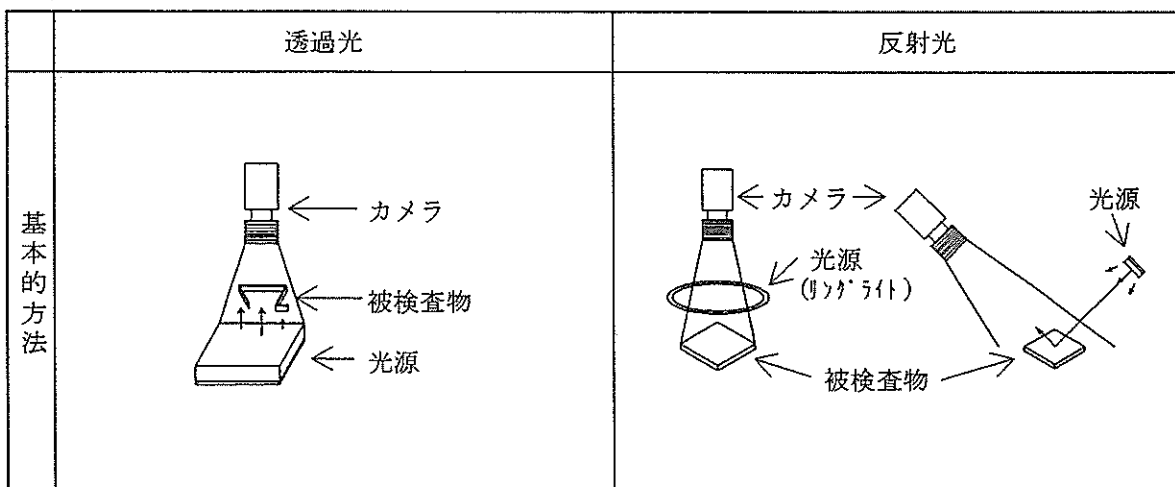 透過光
反射光
基本的方法
カメラ
被検査物
光源
カメラ
光源
(ﾘﾝｸﾞﾗｲﾄ)
光源
被検査物